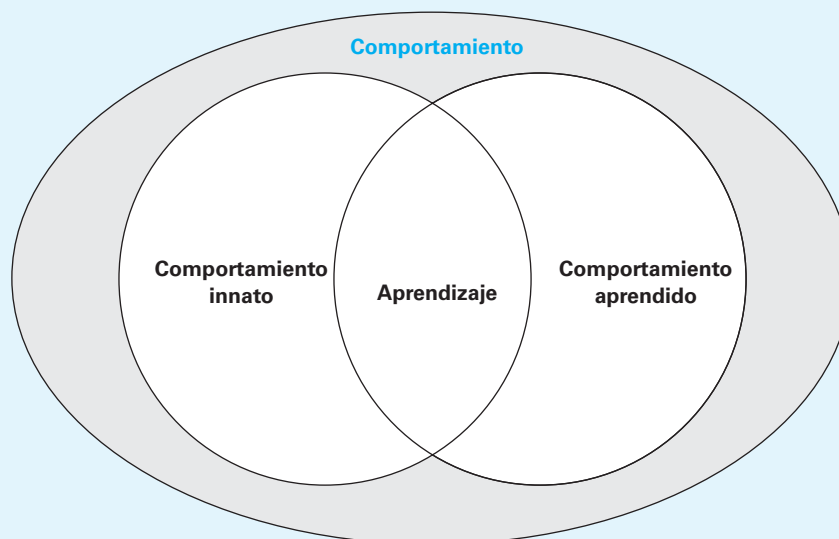 Comportamiento
Comportamiento
innato
Aprendizaje
Comportamiento
aprendido